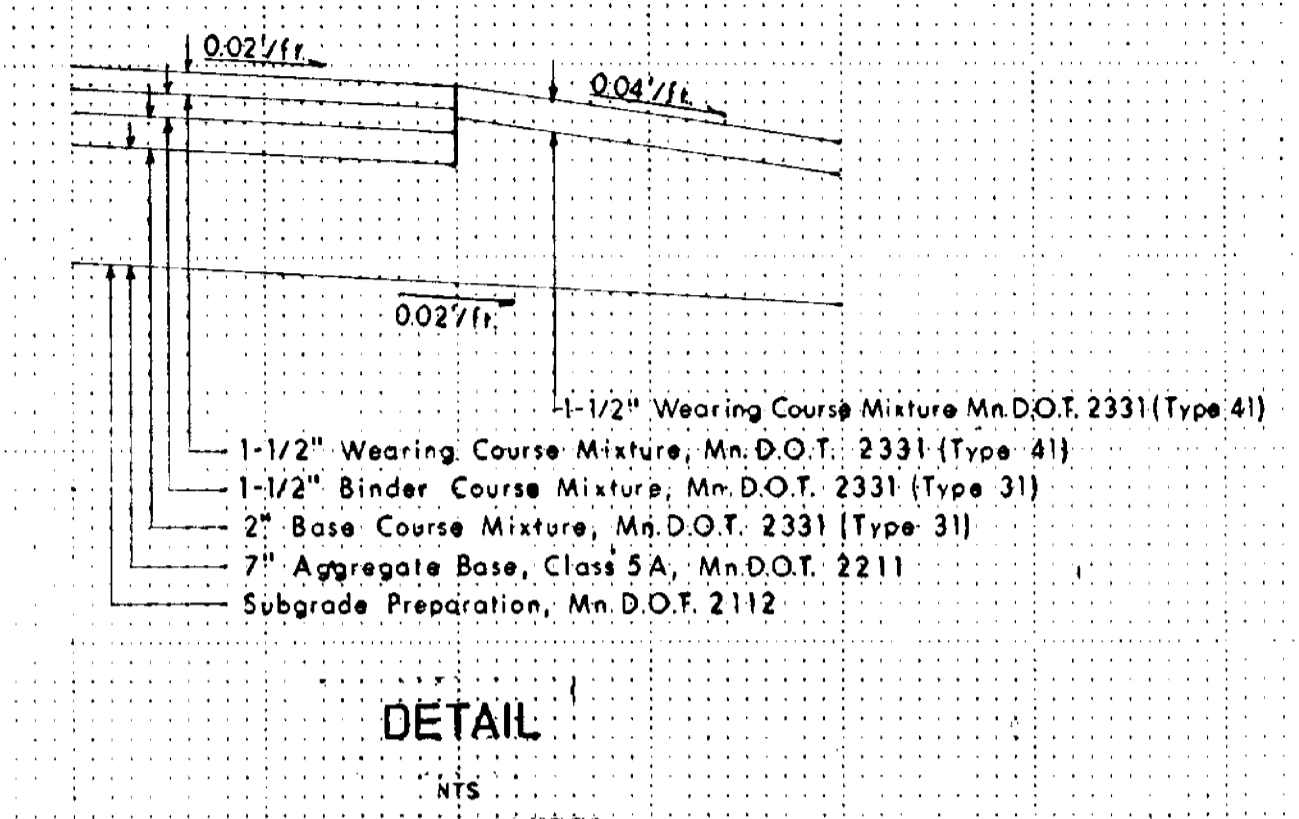 0.02'/ft.
0.04'/ft.
0.02'/ft.
1-1/2" Wearing Course Mixture Mn.D.O.T. 2331 (Type 41)
1-1/2" Wearing Course Mixture, Mn.D.O.T. 2331 (Type 41)
1-1/2" Binder Course Mixture, Mn.D.O.T. 2331 (Type 31)
2" Base Course Mixture, Mn.D.O.T. 2331 (Type 31)
7" Aggregate Base, Class 5A, Mn.D.O.T. 2211
Subgrade Preparation, Mn.D.O.T. 2112
DETAIL
NTS